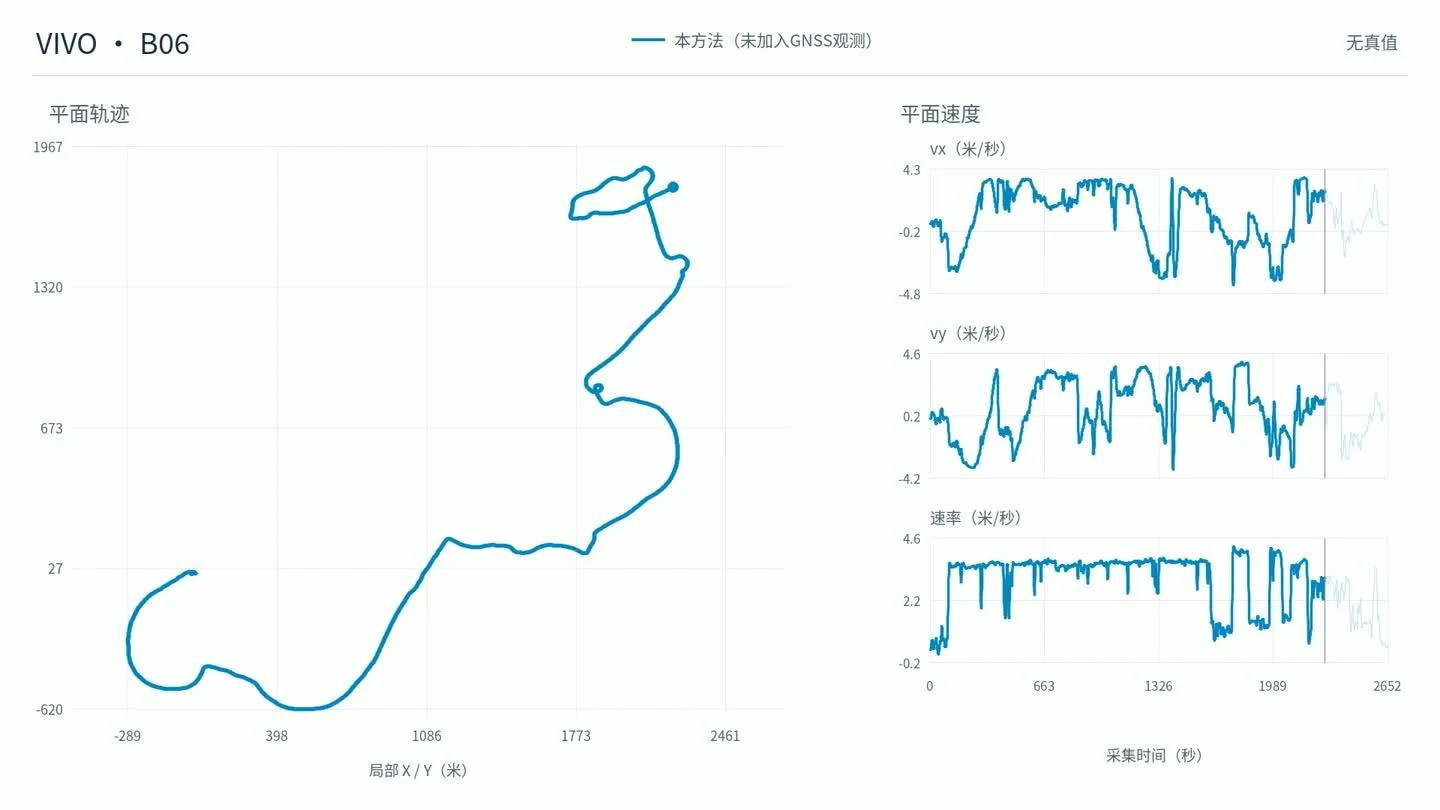 VIVO · B06
本方法（未加入GNSS观测）
无真值
平面轨迹
1967
1320
673
27
-620
-289 398 1086 1773 2461
局部 X / Y（米）
平面速度
vx（米/秒）
4.3
-0.2
-4.8
vy（米/秒）
4.6
0.2
-4.2
速率（米/秒）
4.6
2.2
-0.2
0 663 1326 1989 2652
采集时间（秒）